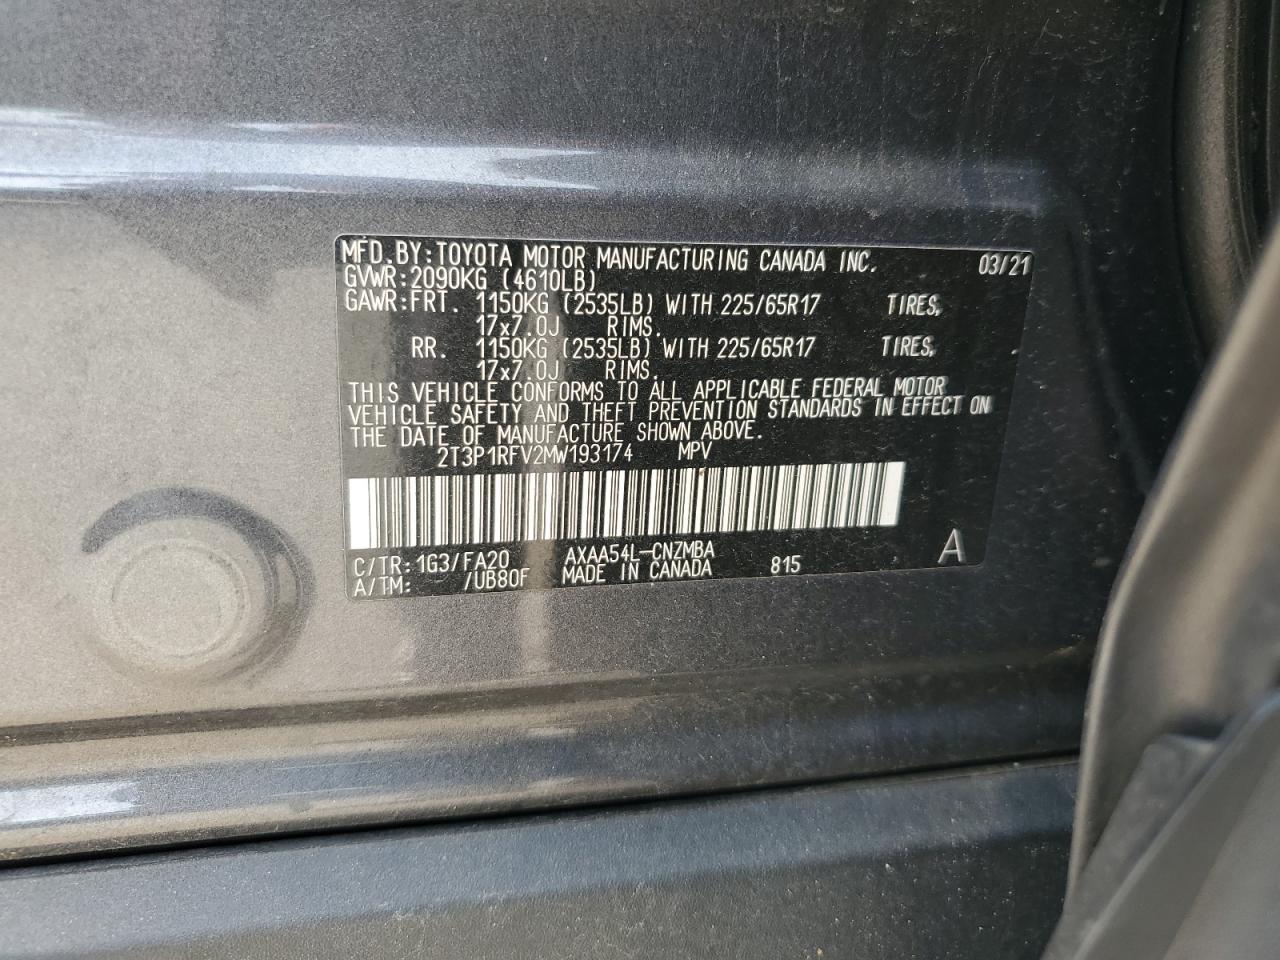 MFD.BY:TOYOTA MOTOR MANUFACTURING CANADA INC. 03/21
GVWR:2090KG (4610LB)
GAWR:FRT. 1150KG (2535LB) WITH 225/65R17 TIRES,
17x7.0J RIMS.
RR. 1150KG (2535LB) WITH 225/65R17 TIRES,
17x7.0J RIMS.
THIS VEHICLE CONFORMS TO ALL APPLICABLE FEDERAL MOTOR
VEHICLE SAFETY AND THEFT PREVENTION STANDARDS IN EFFECT ON
THE DATE OF MANUFACTURE SHOWN ABOVE.
2T3P1RFV2MW193174 MPV
C/TR:1G3/FA20 AXAA54L-CNZMBA 815 A
A/TM: /UB80F MADE IN CANADA